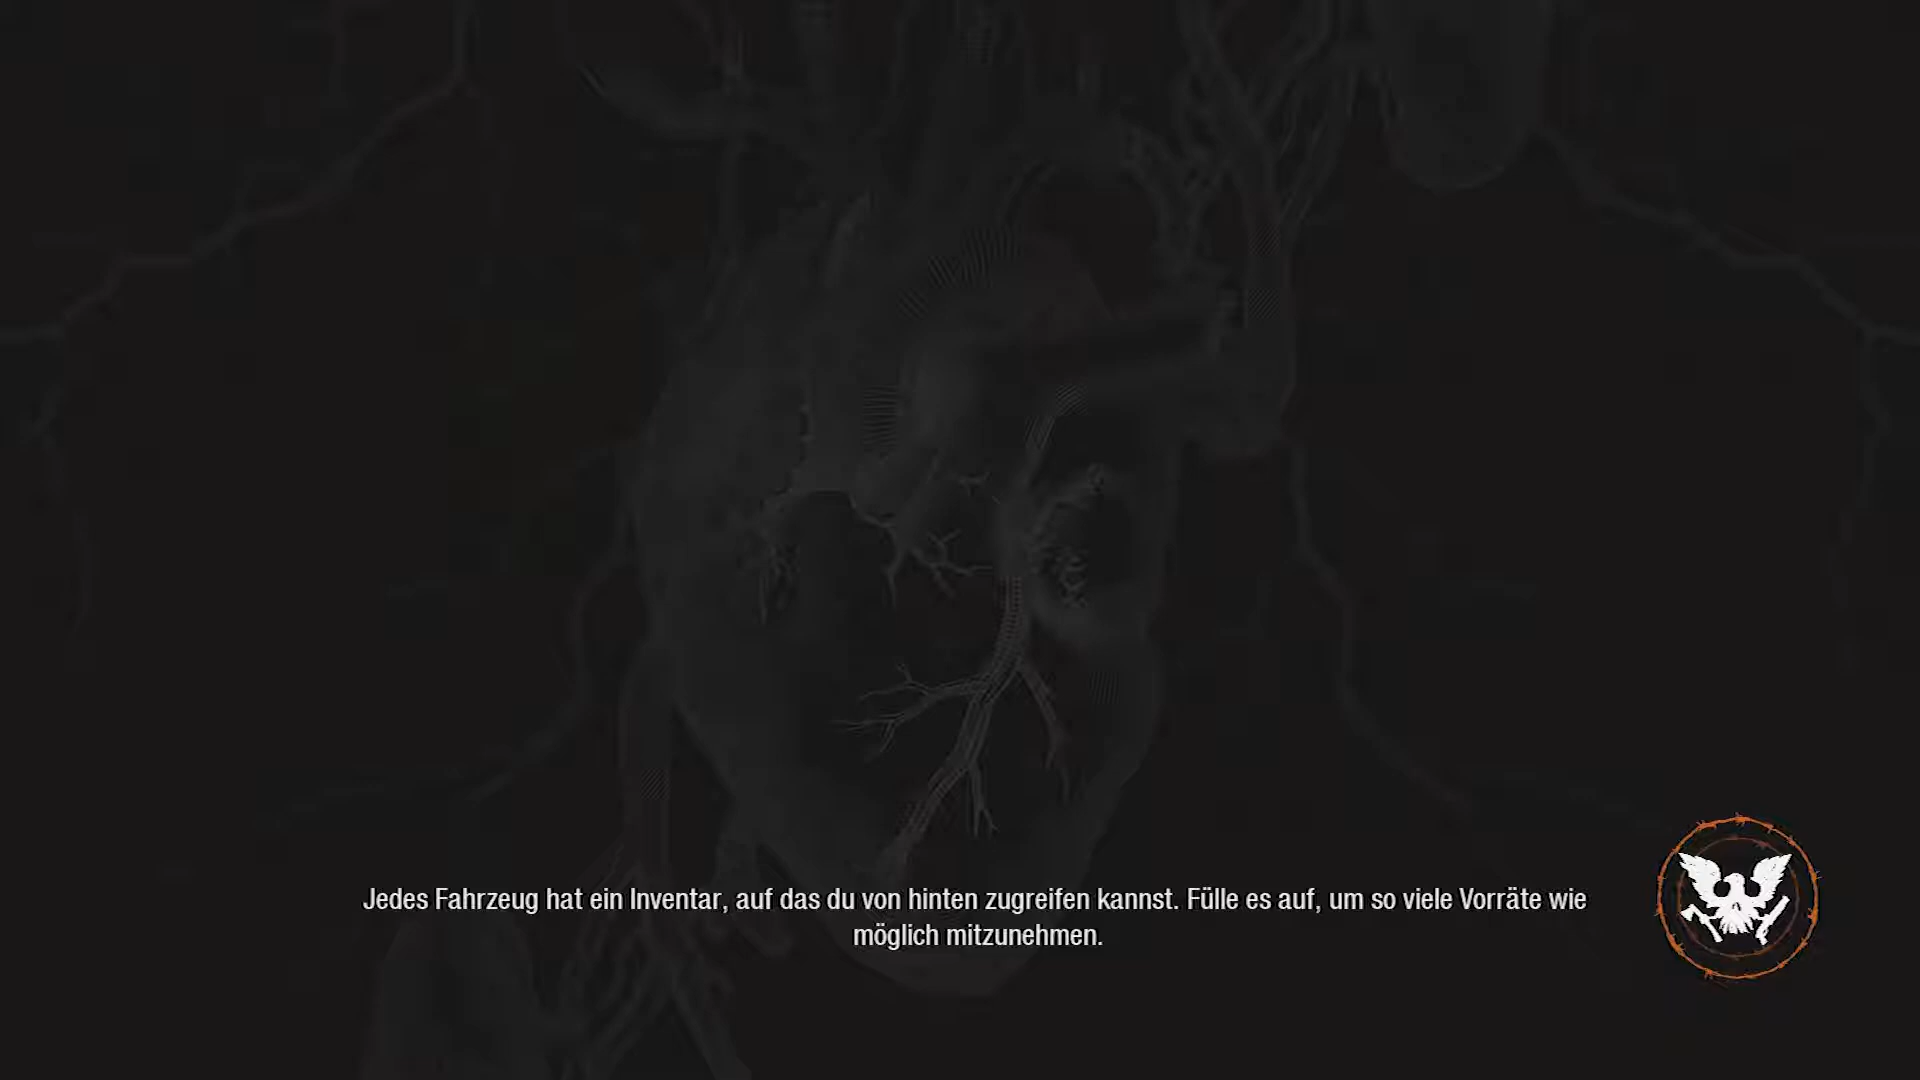 Jedes Fahrzeug hat ein Inventar, auf das du von hinten zugreifen kannst. Fülle es auf, um so viele Vorräte wie
möglich mitzunehmen.